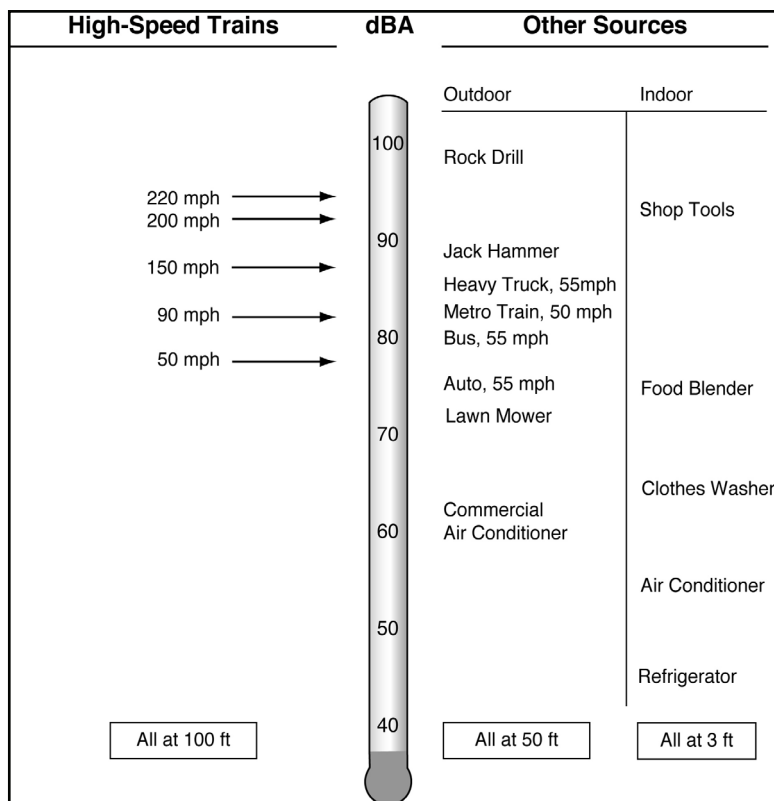 High-Speed Trains
220 mph
200 mph
150 mph
90 mph
50 mph
All at 100 ft
dBA
100
90
80
70
60
50
40
Other Sources
Outdoor
Rock Drill
Jack Hammer
Heavy Truck, 55mph
Metro Train, 50 mph
Bus, 55 mph
Auto, 55 mph
Lawn Mower
Commercial
Air Conditioner
All at 50 ft
Indoor
Shop Tools
Food Blender
Clothes Washer
Air Conditioner
Refrigerator
All at 3 ft